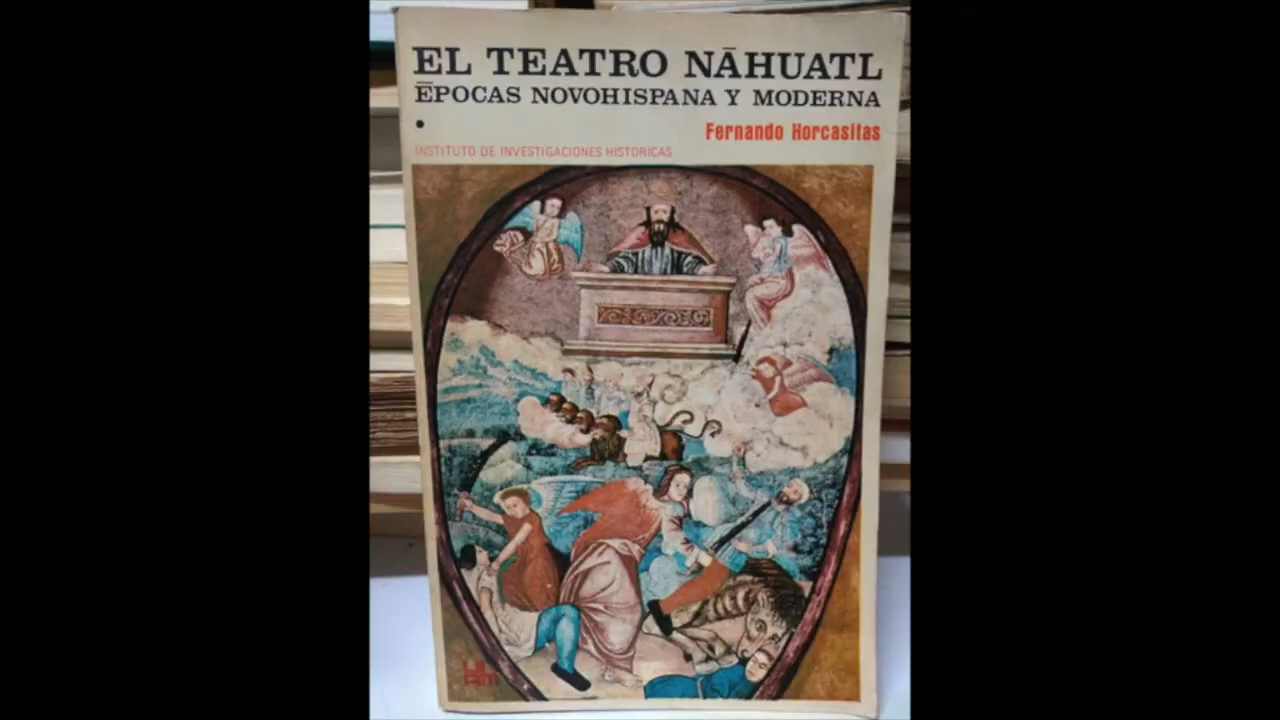 EL TEATRO NĀHUATL
ĒPOCAS NOVOHISPANA Y MODERNA
Fernando Horcasitas
INSTITUTO DE INVESTIGACIONES HISTORICAS